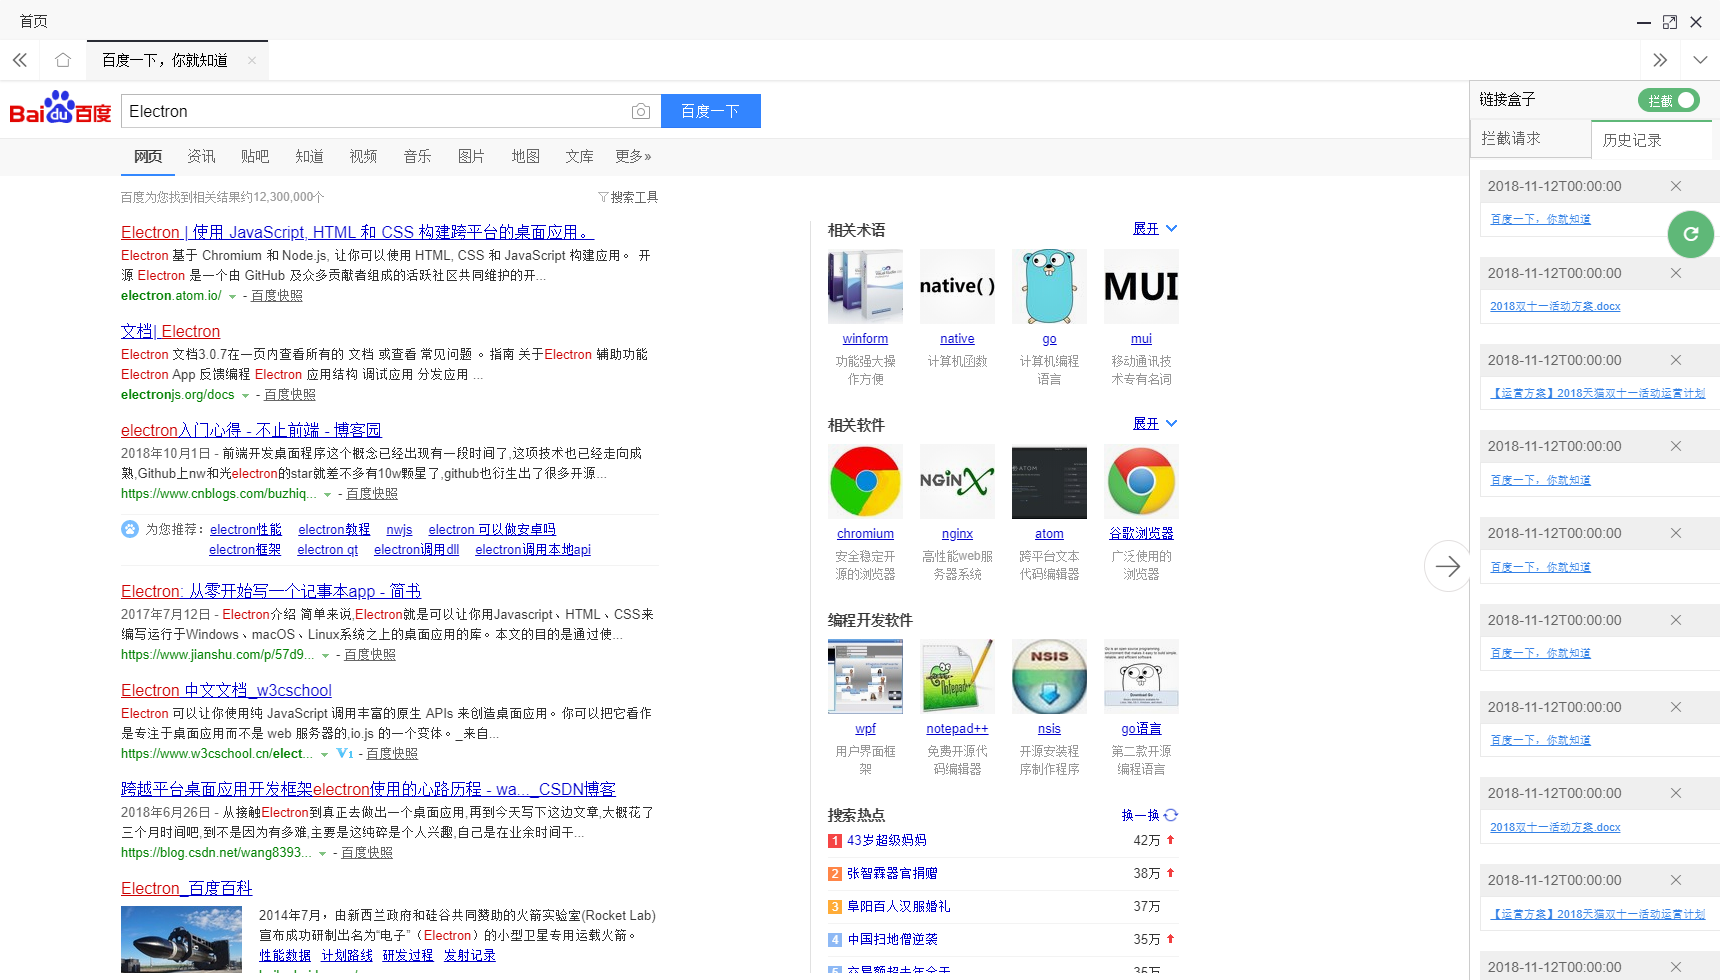 首页
百度一下，你就知道
Bai du 百度
Electron
百度一下
网页 资讯 贴吧 知道 视频 音乐 图片 地图 文库 更多»
百度为您找到相关结果约12,300,000个
搜索工具
Electron | 使用 JavaScript, HTML 和 CSS 构建跨平台的桌面应用。
Electron 基于 Chromium 和 Node.js, 让你可以使用 HTML, CSS 和 JavaScript 构建应用。 开
源 Electron 是一个由 GitHub 及众多贡献者组成的活跃社区共同维护的开...
electron.atom.io/ - 百度快照
文档| Electron
Electron 文档3.0.7在一页内查看所有的 文档 或查看 常见问题 。指南 关于Electron 辅助功能
Electron App 反馈编程 Electron 应用结构 调试应用 分发应用 ...
electronjs.org/docs - 百度快照
electron入门心得 - 不止前端 - 博客园
2018年10月1日 - 前端开发桌面程序这个概念已经出现有一段时间了,这项技术也已经走向成
熟,Github上nw和光electron的star就差不多有10w颗星了,github也衍生出了很多开源...
https://www.cnblogs.com/buzhiq... - 百度快照
为您推荐： electron性能 electron教程 nwjs electron 可以做安卓吗
electron框架 electron qt electron调用dll electron调用本地api
Electron: 从零开始写一个记事本app - 简书
2017年7月12日 - Electron介绍 简单来说,Electron就是可以让你用Javascript、HTML、CSS来
编写运行于Windows、macOS、Linux系统之上的桌面应用的库。本文的目的是通过使...
https://www.jianshu.com/p/57d9... - 百度快照
Electron 中文文档_w3cschool
Electron 可以让你使用纯 JavaScript 调用丰富的原生 APIs 来创造桌面应用。你可以把它看作
是专注于桌面应用而不是 web 服务器的,io.js 的一个变体。_来自...
https://www.w3cschool.cn/elect... V1 - 百度快照
跨越平台桌面应用开发框架electron使用的心路历程 - wa..._CSDN博客
2018年6月26日 - 从接触Electron到真正去做出一个桌面应用,再到今天写下这边文章,大概花了
三个月时间吧,到不是因为有多难,主要是这纯碎是个人兴趣,自己是在业余时间干...
https://blog.csdn.net/wang8393... - 百度快照
Electron_百度百科
2014年7月，由新西兰政府和硅谷共同赞助的火箭实验室(Rocket Lab)
宣布成功研制出名为“电子”（Electron）的小型卫星专用运载火箭。
性能数据 计划路线 研发过程 发射记录
相关术语 展开
native( ) MUI
winform native go mui
功能强大操 计算机函数 计算机编程 移动通讯技
作方便 语言 术专有名词
相关软件 展开
NGiNX ATOM
chromium nginx atom 谷歌浏览器
安全稳定开 高性能web服 跨平台文本 广泛使用的
源的浏览器 务器系统 代码编辑器 浏览器
编程开发软件
Notepad++ NSIS
Download Go
wpf notepad++ nsis go语言
用户界面框 免费开源代 开源安装程 第二款开源
架 码编辑器 序制作程序 编程语言
搜索热点 换一换
1 43岁超级妈妈 42万
2 张智霖器官捐赠 38万
3 阜阳百人汉服婚礼 37万
4 中国扫地僧逆袭 35万
5 交易额超去年全天 35万
链接盒子 拦截
拦截请求 历史记录
2018-11-12T00:00:00
百度一下，你就知道
2018-11-12T00:00:00
2018双十一活动方案.docx
2018-11-12T00:00:00
【运营方案】2018天猫双十一活动运营计划
2018-11-12T00:00:00
百度一下，你就知道
2018-11-12T00:00:00
百度一下，你就知道
2018-11-12T00:00:00
百度一下，你就知道
2018-11-12T00:00:00
百度一下，你就知道
2018-11-12T00:00:00
2018双十一活动方案.docx
2018-11-12T00:00:00
【运营方案】2018天猫双十一活动运营计划
2018-11-12T00:00:00